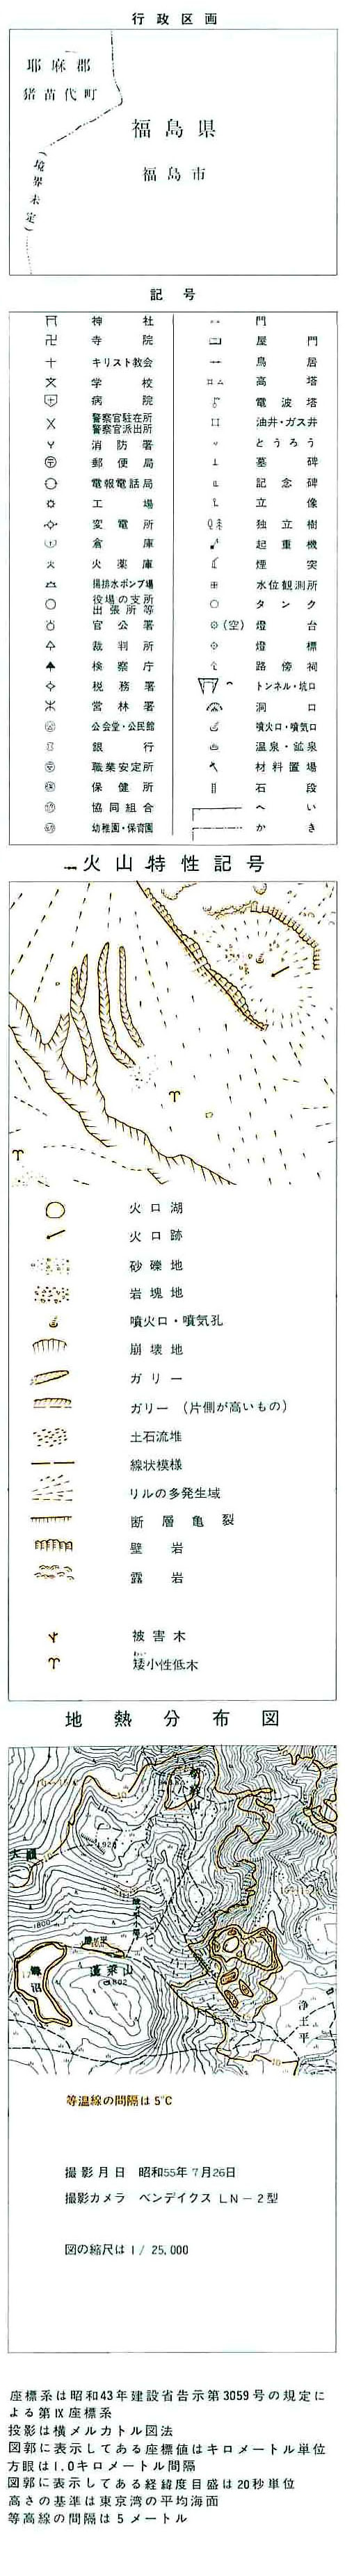 行政区画
耶麻郡
猪苗代町
福島県
福島市
(境界未定)
記号
神社
寺院
キリスト教会
学校
病院
警察官駐在所
警察官派出所
消防署
郵便局
電報電話局
工場
変電所
倉庫
火薬庫
揚排水ポンプ場
役場の支所
出張所等
官公署
裁判所
検察庁
税務署
営林署
公会堂・公民館
銀行
職業安定所
保健所
協同組合
幼稚園・保育園
門
屋門
鳥居
高塔
電波塔
油井・ガス井
とうろう
墓碑
記念碑
立像
独立樹
起重機
煙突
水位観測所
タンク
(空) 燈台
燈標
路傍祠
トンネル・坑口
洞口
噴火口・噴気口
温泉・鉱泉
材料置場
石段
へい
かき
火山特性記号
火口湖
火口跡
砂礫地
岩塊地
噴火口・噴気孔
崩壊地
ガリー
ガリー (片側が高いもの)
土石流堆
線状模様
リルの多発生域
断層亀裂
壁岩
露岩
被害木
矮小性低木
地熱分布図
蓬莱山
1802
1800
浄土平
10
等温線の間隔は5℃
撮影月日 昭和55年7月26日
撮影カメラ ベンデイクス LN-2型
図の縮尺は1/25,000
座標系は昭和43年建設省告示第3059号の規定に
よる第Ⅸ座標系
投影は横メルカトル図法
図郭に表示してある座標値はキロメートル単位
方眼は1.0キロメートル間隔
図郭に表示してある経緯度目盛は20秒単位
高さの基準は東京湾の平均海面
等高線の間隔は5メートル